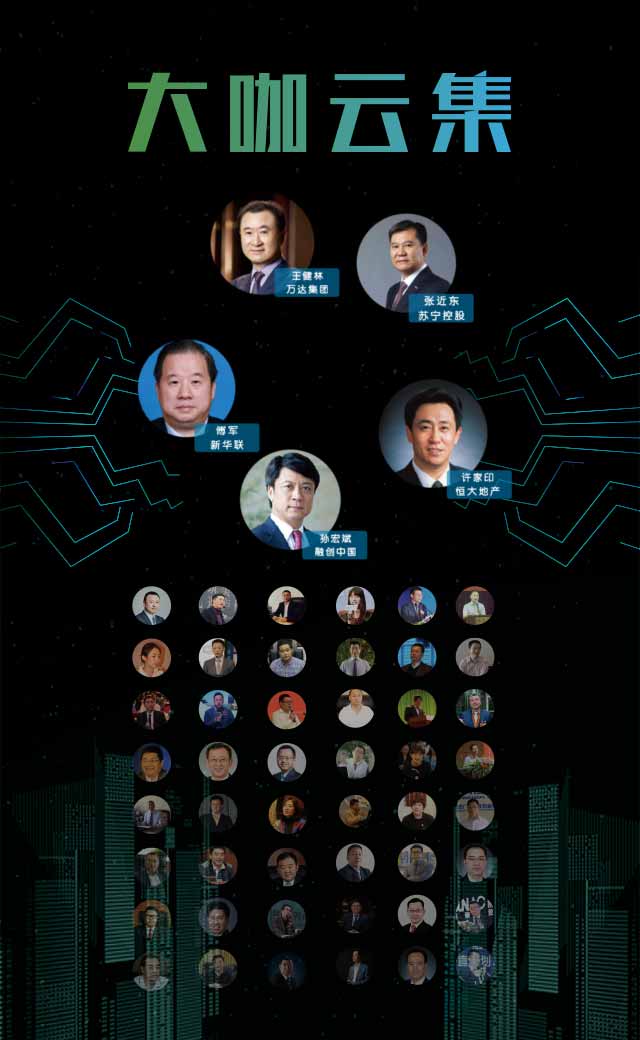 大咖云集
王健林
万达集团
张近东
苏宁控股
傅军
新华联
许家印
恒大地产
孙宏斌
融创中国